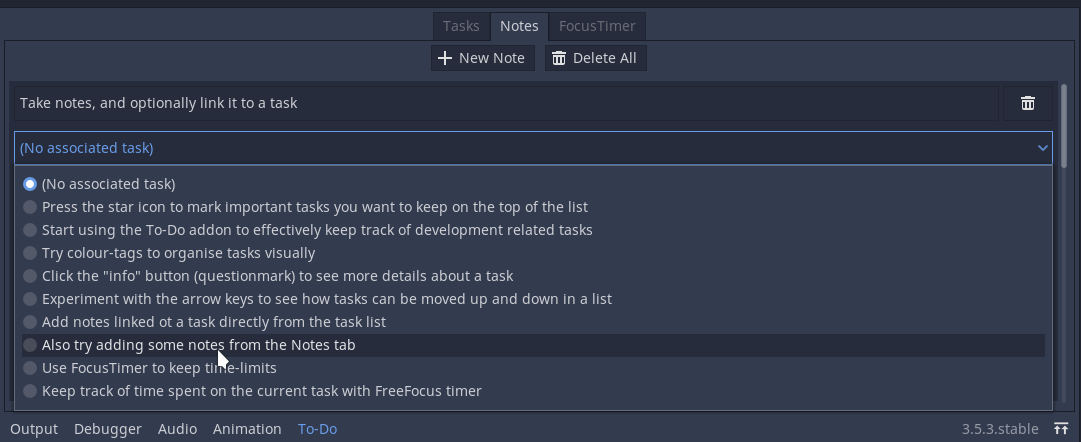 Tasks Notes FocusTimer
New Note Delete All
Take notes, and optionally link it to a task
(No associated task)
(No associated task)
Press the star icon to mark important tasks you want to keep on the top of the list
Start using the To-Do addon to effectively keep track of development related tasks
Try colour-tags to organise tasks visually
Click the "info" button (questionmark) to see more details about a task
Experiment with the arrow keys to see how tasks can be moved up and down in a list
Add notes linked ot a task directly from the task list
Also try adding some notes from the Notes tab
Use FocusTimer to keep time-limits
Keep track of time spent on the current task with FreeFocus timer
Output Debugger Audio Animation To-Do 3.5.3.stable